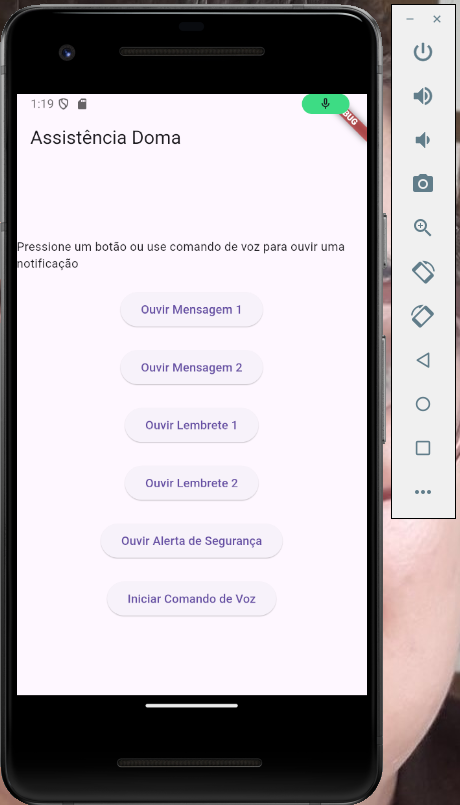 1:19
BUG
Assistência Doma
Pressione um botão ou use comando de voz para ouvir uma
notificação
Ouvir Mensagem 1
Ouvir Mensagem 2
Ouvir Lembrete 1
Ouvir Lembrete 2
Ouvir Alerta de Segurança
Iniciar Comando de Voz